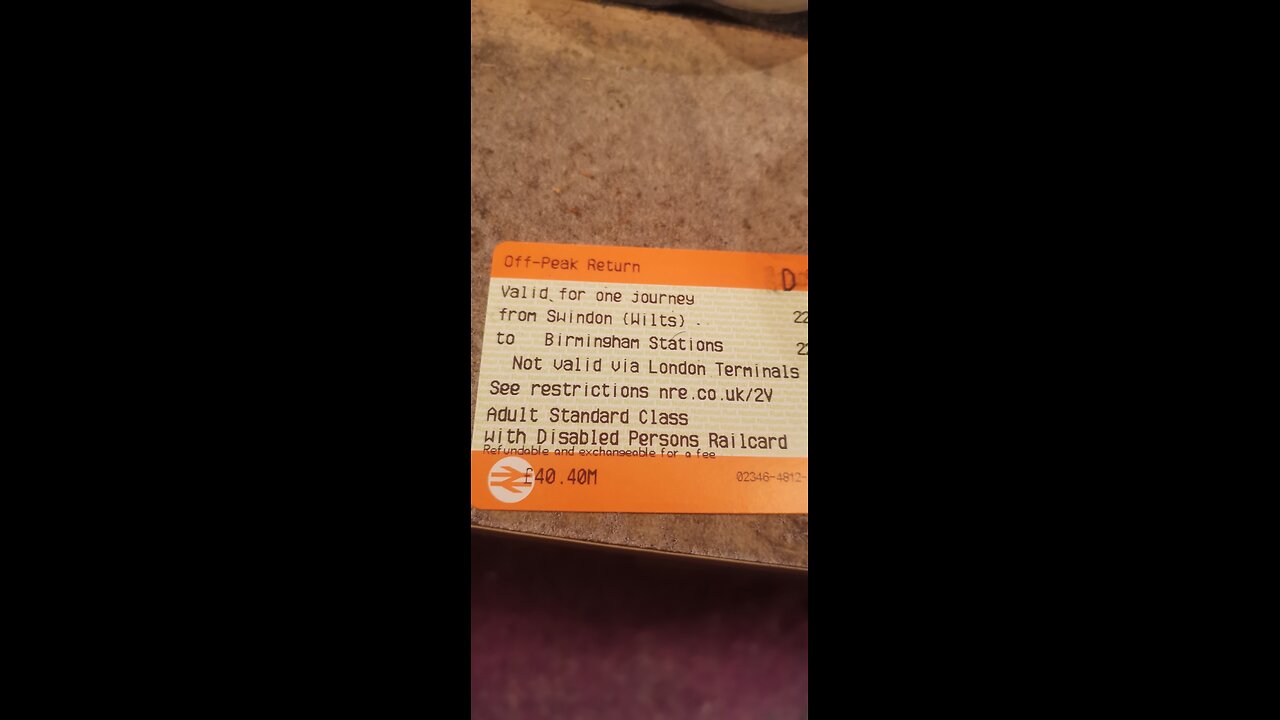 Off-Peak Return
D
Valid for one journey
from Swindon (Wilts)
22
to Birmingham Stations
22
Not valid via London Terminals
See restrictions nre.co.uk/2V
Adult Standard Class
With Disabled Persons Railcard
Refundable and exchangeable for a fee
£40.40M
02346-4812-